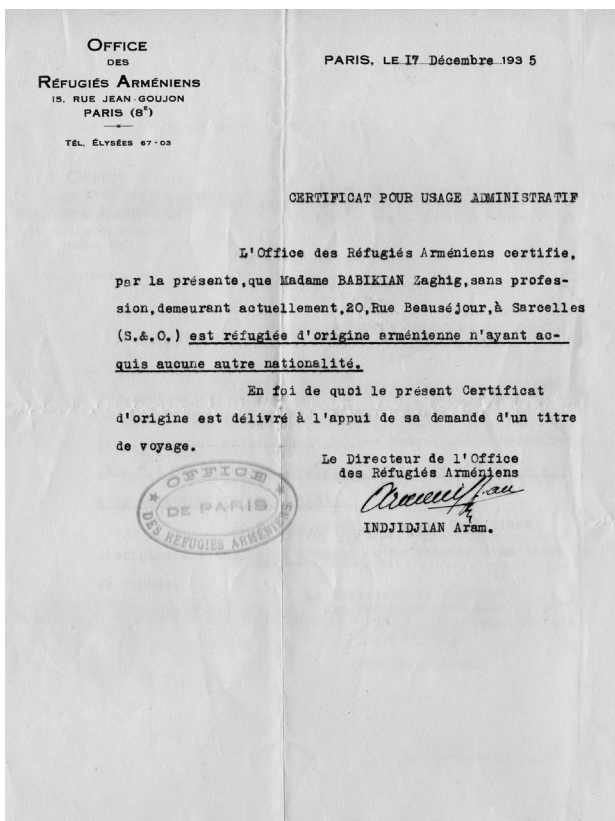 OFFICE
DES
RÉFUGIÉS ARMÉNIENS
15, RUE JEAN-GOUJON
PARIS (8E)
TÉL. ÉLYSÉES 67-03
PARIS, LE 17 Décembre 1935
CERTIFICAT POUR USAGE ADMINISTRATIF
L'Office des Réfugiés Arméniens certifie,
par la présente, que Madame BABIKIAN Zaghig, sans profes-
sion, demeurant actuellement, 20, Rue Beauséjour, à Sarcelles
(S.&.O.) est réfugiée d'origine arménienne n'ayant ac-
quis aucune autre nationalité.
En foi de quoi le présent Certificat
d'origine est délivré à l'appui de sa demande d'un titre
de voyage.
Le Directeur de l'Office
des Réfugiés Arméniens
INDJIDJIAN Aram.
OFFICE
DE PARIS
DES REFUGIES ARMENIENS